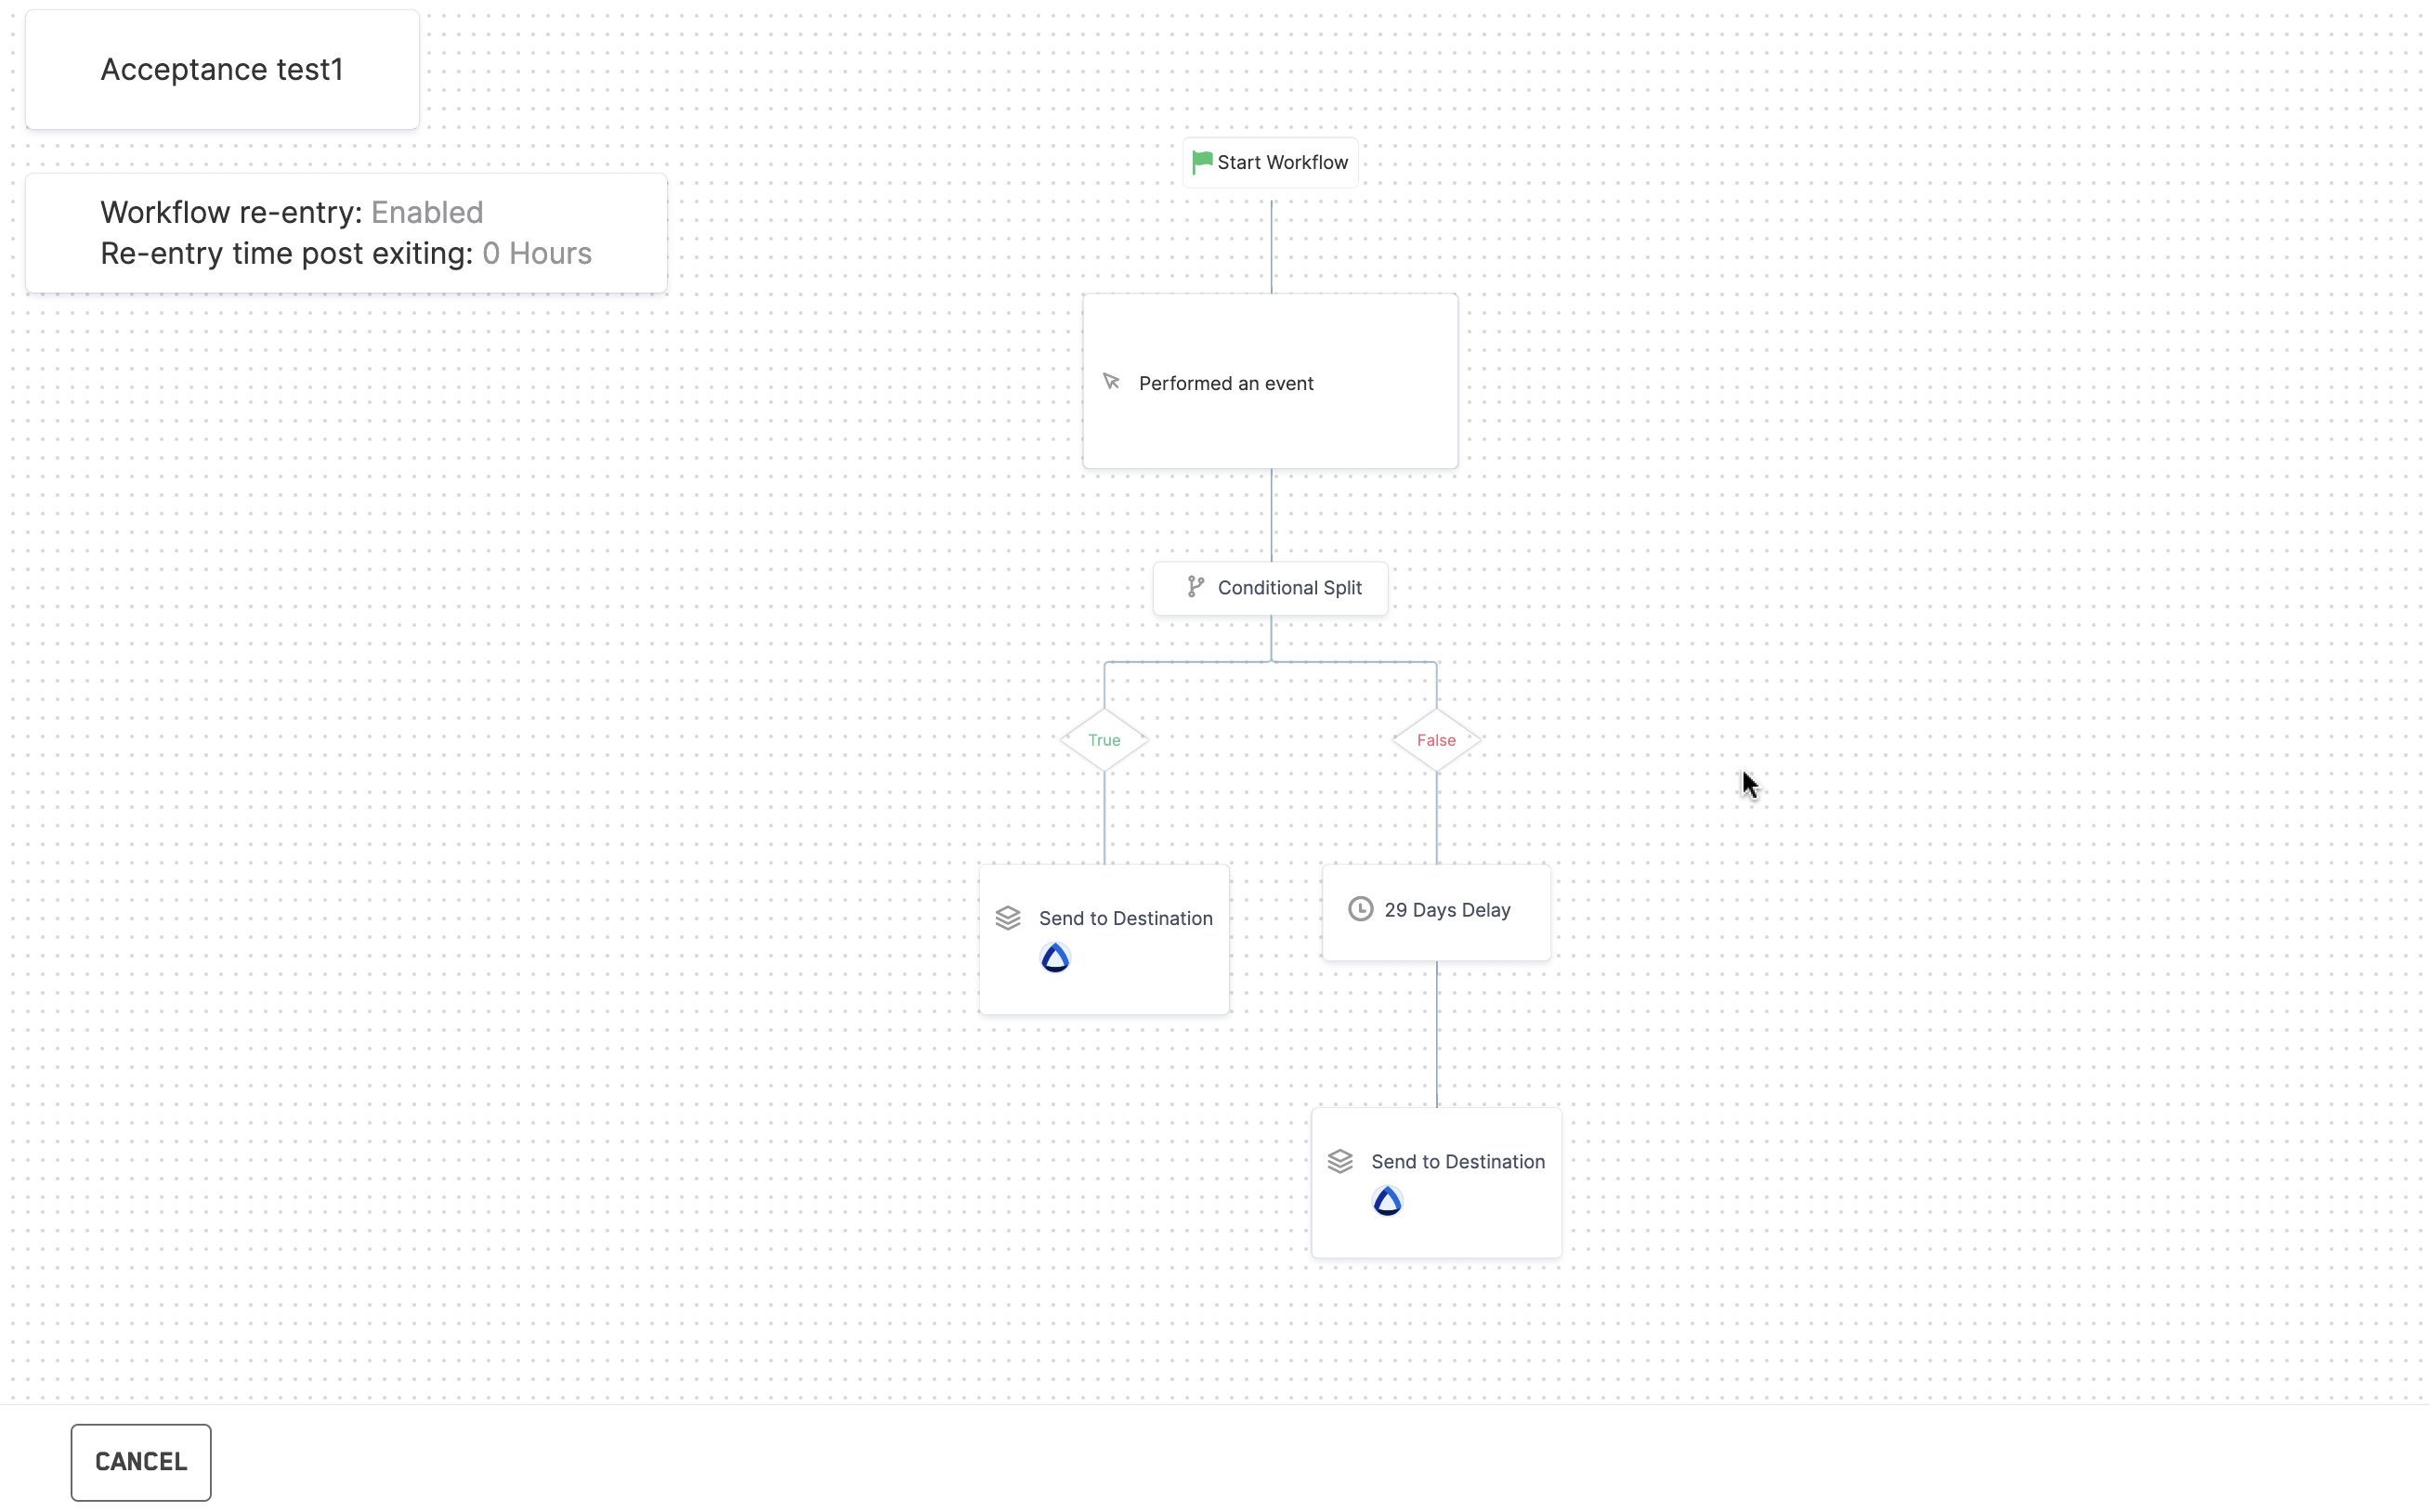 Acceptance test1
Workflow re-entry: Enabled
Re-entry time post exiting: 0 Hours
Start Workflow
Performed an event
Conditional Split
True
False
Send to Destination
29 Days Delay
Send to Destination
CANCEL